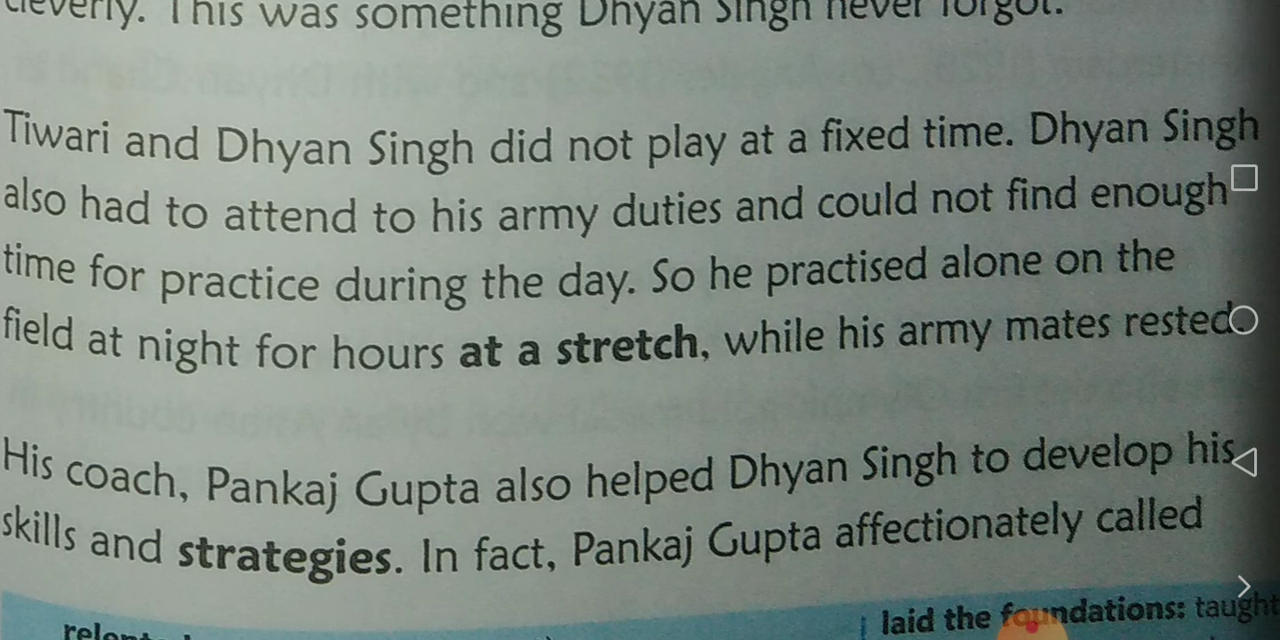 cleverly. This was something Dhyan Singh never forgot.
Tiwari and Dhyan Singh did not play at a fixed time. Dhyan Singh
also had to attend to his army duties and could not find enough
time for practice during the day. So he practised alone on the
field at night for hours at a stretch, while his army mates rested.
His coach, Pankaj Gupta also helped Dhyan Singh to develop his
skills and strategies. In fact, Pankaj Gupta affectionately called
laid the foundations: taught